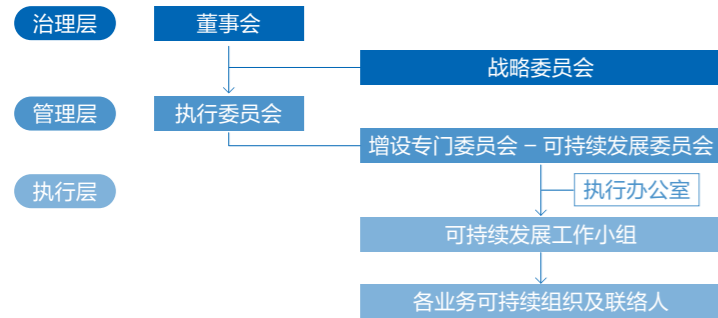 治理层
董事会
战略委员会
管理层
执行委员会
增设专门委员会 – 可持续发展委员会
执行层
执行办公室
可持续发展工作小组
各业务可持续组织及联络人